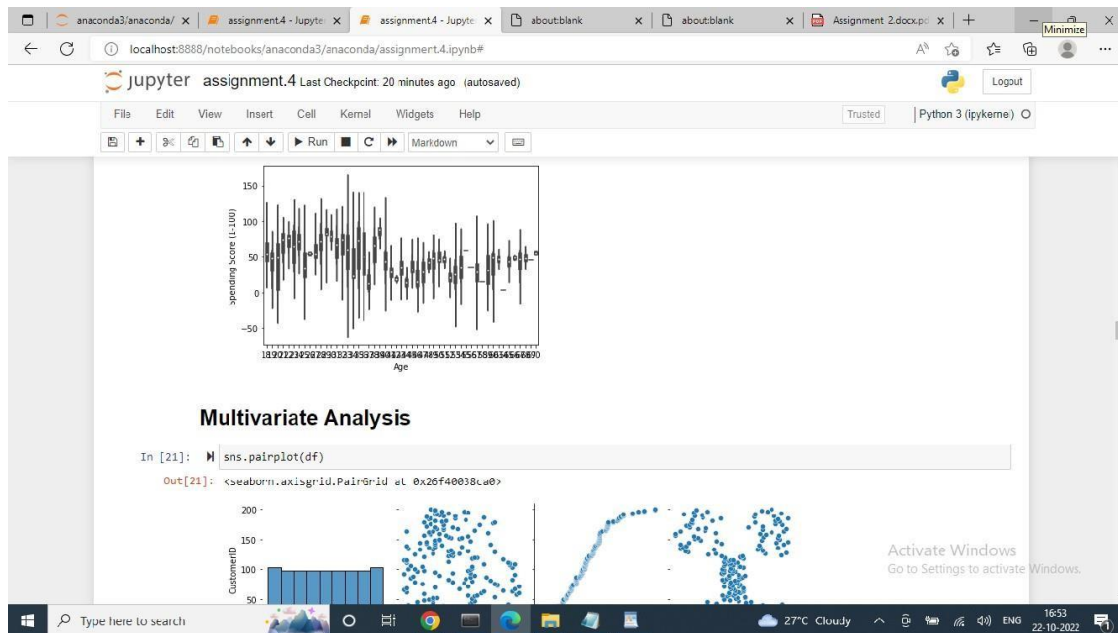 anaconda3/anaconda/
assignment.4 - Jupyte
assignment.4 - Jupyte
about:blank
about:blank
Assignment 2.docx.pd
Minimize
localhost:8888/notebooks/anaconda3/anaconda/assignment.4.ipynb#
jupyter assignment.4 Last Checkpoint: 20 minutes ago (autosaved)
Logout
File Edit View Insert Cell Kernel Widgets Help
Trusted
Python 3 (ipykernel)
Run
Markdown
150
100
50
0
−50
Spending Score (1-100)
Age
Multivariate Analysis
In [21]: sns.pairplot(df)
Out[21]: <seaborn.axisgrid.PairGrid at 0x26f40038ca0>
200
150
100
50
CustomerID
Activate Windows
Go to Settings to activate Windows.
Type here to search
27°C Cloudy
ENG
16:53
22-10-2022